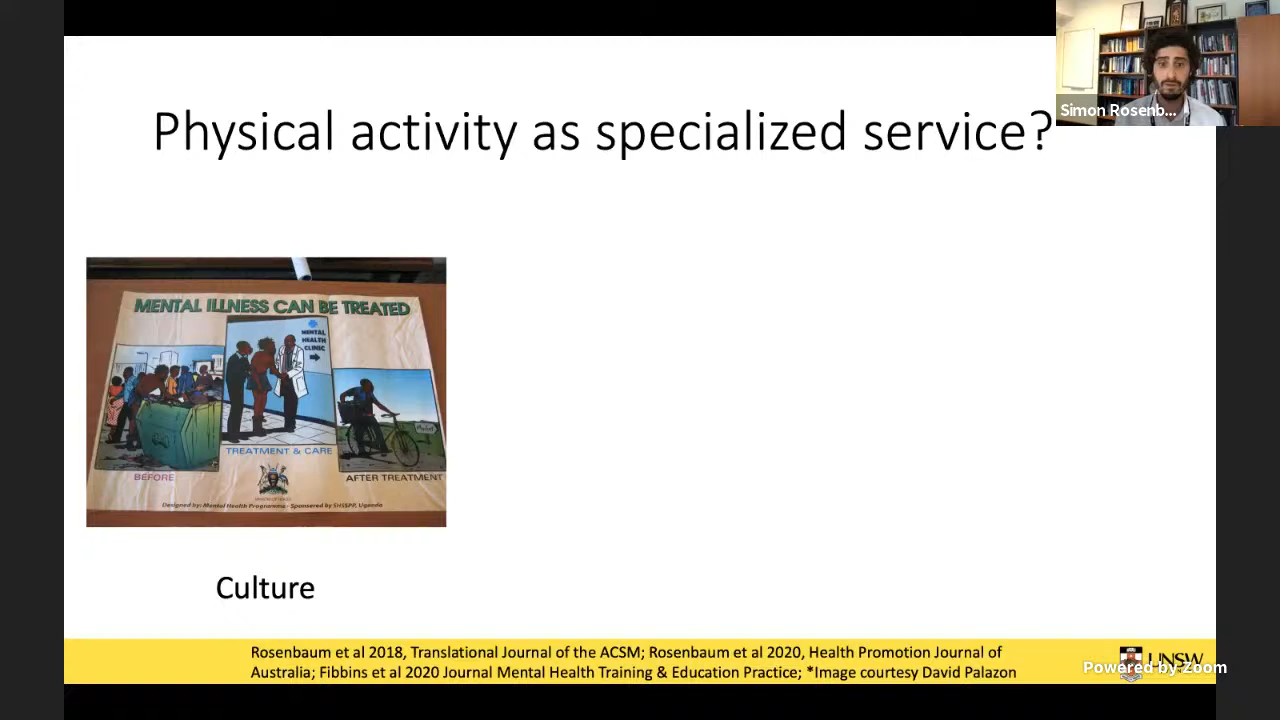 Physical activity as specialized service?
Simon Rosenb...
MENTAL ILLNESS CAN BE TREATED
MENTAL
HEALTH
CLINIC
TREATMENT & CARE
BEFORE
AFTER TREATMENT
Designed by: Mental Health Programme - Sponsored by SHSSPP, Uganda
Culture
Rosenbaum et al 2018, Translational Journal of the ACSM; Rosenbaum et al 2020, Health Promotion Journal of
Australia; Fibbins et al 2020 Journal Mental Health Training & Education Practice; *Image courtesy David Palazon
UNSW
Powered by Zoom